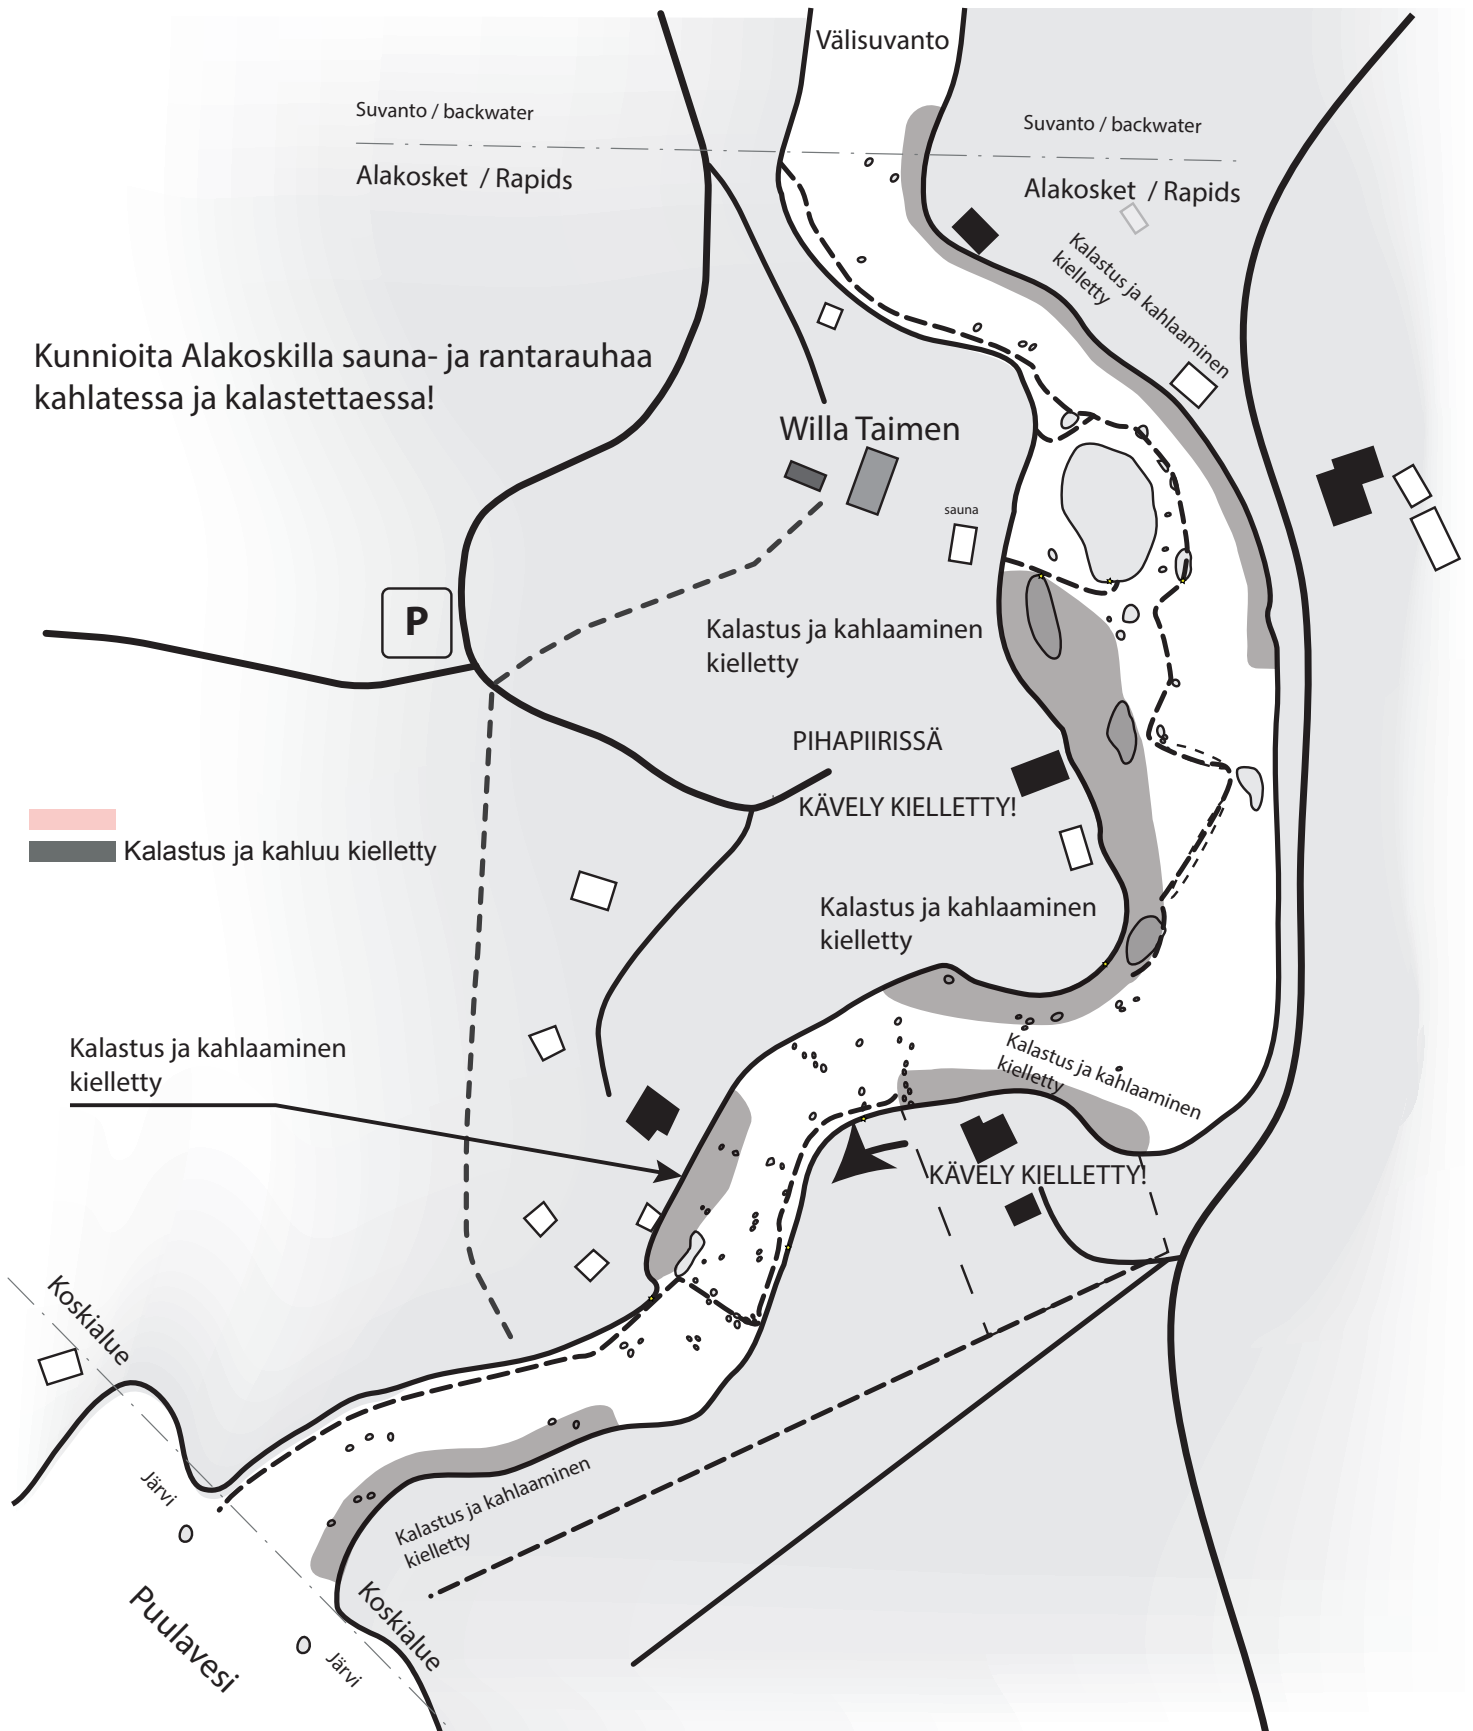 Välisuvanto
Suvanto / backwater
Suvanto / backwater
Alakosket / Rapids
Alakosket / Rapids
Kalastus ja kahlaaminen
kielletty
Kunnioita Alakoskilla sauna- ja rantarauhaa
kahlatessa ja kalastettaessa!
Willa Taimen
sauna
P
Kalastus ja kahlaaminen
kielletty
PIHAPIIRISSÄ
KÄVELY KIELLETTY!
Kalastus ja kahluu kielletty
Kalastus ja kahlaaminen
kielletty
Kalastus ja kahlaaminen
kielletty
Kalastus ja kahlaaminen
kielletty
KÄVELY KIELLETTY!
Koskialue
Järvi
Kalastus ja kahlaaminen
kielletty
Puulavesi
Koskialue
Järvi